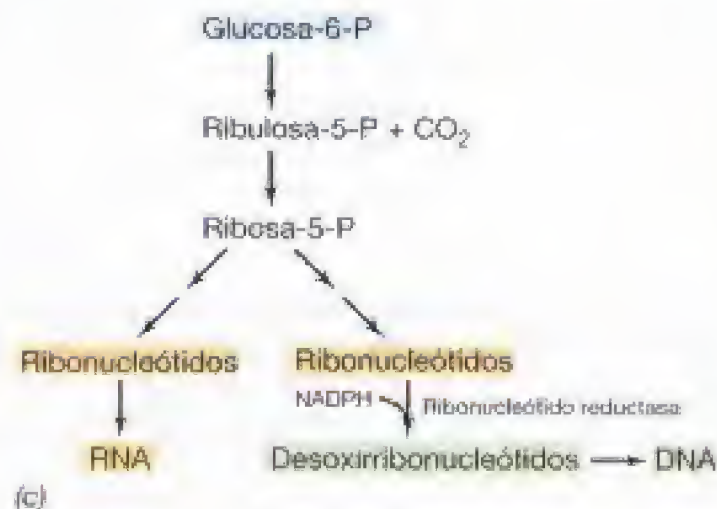 Glucosa-6-P
Ribulosa-5-P + CO₂
Ribosa-5-P
Ribonucleótidos Ribonucleótidos
NADPH Ribonucleótido reductasa
RNA Desoxirribonucleótidos DNA
(c)